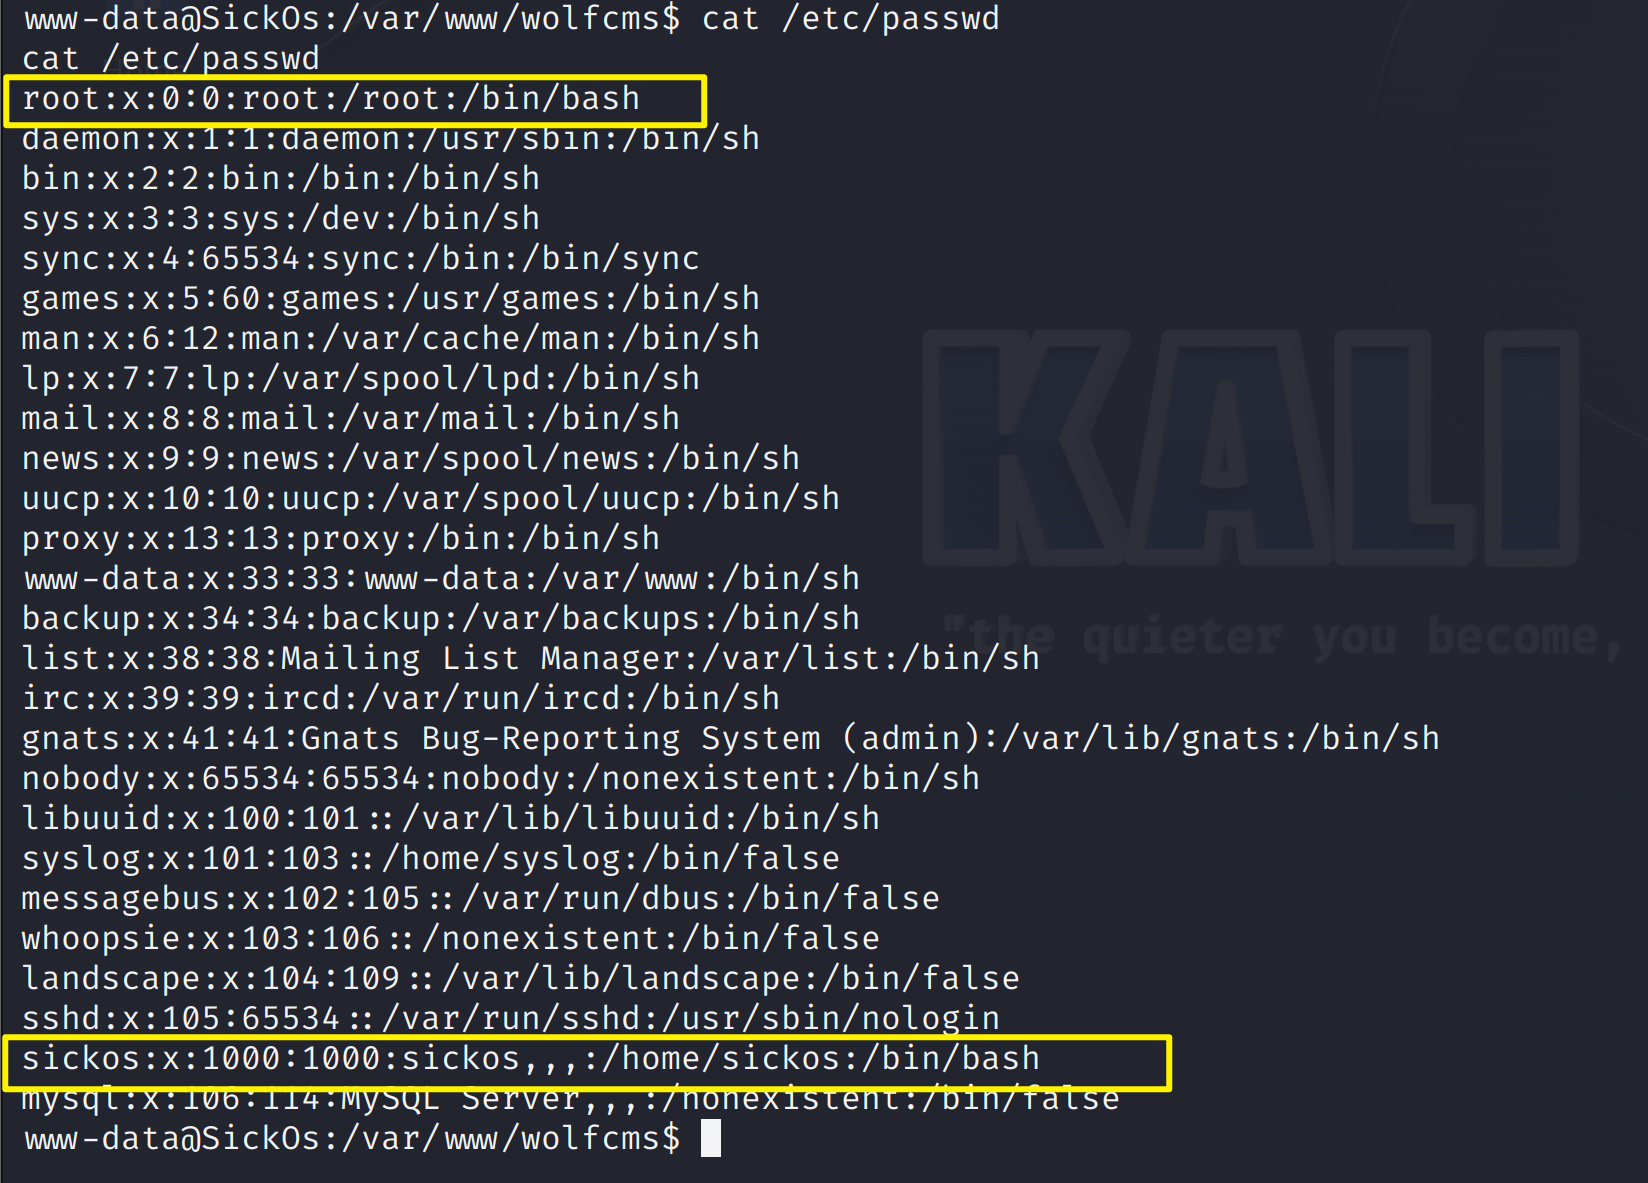 www-data@SickOs:/var/www/wolfcms$ cat /etc/passwd
cat /etc/passwd
root:x:0:0:root:/root:/bin/bash
daemon:x:1:1:daemon:/usr/sbin:/bin/sh
bin:x:2:2:bin:/bin:/bin/sh
sys:x:3:3:sys:/dev:/bin/sh
sync:x:4:65534:sync:/bin:/bin/sync
games:x:5:60:games:/usr/games:/bin/sh
man:x:6:12:man:/var/cache/man:/bin/sh
lp:x:7:7:lp:/var/spool/lpd:/bin/sh
mail:x:8:8:mail:/var/mail:/bin/sh
news:x:9:9:news:/var/spool/news:/bin/sh
uucp:x:10:10:uucp:/var/spool/uucp:/bin/sh
proxy:x:13:13:proxy:/bin:/bin/sh
www-data:x:33:33:www-data:/var/www:/bin/sh
backup:x:34:34:backup:/var/backups:/bin/sh
list:x:38:38:Mailing List Manager:/var/list:/bin/sh
irc:x:39:39:ircd:/var/run/ircd:/bin/sh
gnats:x:41:41:Gnats Bug-Reporting System (admin):/var/lib/gnats:/bin/sh
nobody:x:65534:65534:nobody:/nonexistent:/bin/sh
libuuid:x:100:101::/var/lib/libuuid:/bin/sh
syslog:x:101:103::/home/syslog:/bin/false
messagebus:x:102:105::/var/run/dbus:/bin/false
whoopsie:x:103:106::/nonexistent:/bin/false
landscape:x:104:109::/var/lib/landscape:/bin/false
sshd:x:105:65534::/var/run/sshd:/usr/sbin/nologin
sickos:x:1000:1000:sickos,,,:/home/sickos:/bin/bash
mysql:x:106:114:MySQL Server,,,:/nonexistent:/bin/false
www-data@SickOs:/var/www/wolfcms$
KALI
"the quieter you become,